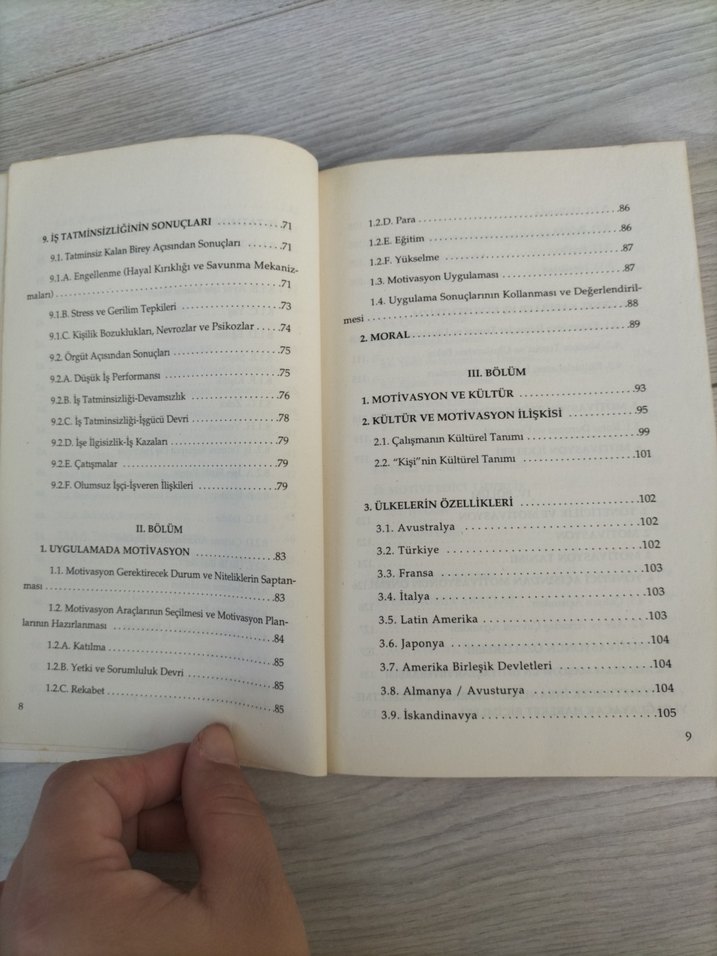 9. İŞ TATMİNSİZLİĞİNİN SONUÇLARI ............71
9.1. Tatminsiz Kalan Birey Açısından Sonuçları .......71
9.1.A. Engellenme (Hayal Kırıklığı ve Savunma Mekaniz-
maları) .......................................71
9.1.B. Stress ve Gerilim Tepkileri ....................73
9.1.C. Kişilik Bozuklukları, Nevrozlar ve Psikozlar .....74
9.2. Örgüt Açısından Sonuçları .....................75
9.2.A. Düşük İş Performansı .......................75
9.2.B. İş Tatminsizliği-Devamsızlık ..................76
9.2.C. İş Tatminsizliği-İşgücü Devri .................78
9.2.D. İşe İlgisizlik-İş Kazaları .....................79
9.2.E. Çatışmalar ..............................79
9.2.F. Olumsuz İşçi-İşveren İlişkileri ................79
II. BÖLÜM
1. UYGULAMADA MOTİVASYON ................83
1.1. Motivasyon Gerektirecek Durum ve Niteliklerin Saptan-
ması .......................................83
1.2. Motivasyon Araçlarının Seçilmesi ve Motivasyon Plan-
larının Hazırlanması ............................84
1.2.A. Katılma .................................85
1.2.B. Yetki ve Sorumluluk Devri ...................85
1.2.C. Rekabet ................................85
8
1.2.D. Para ...................................86
1.2.E. Eğitim ..................................86
1.2.F. Yükselme ................................87
1.3. Motivasyon Uygulaması .......................87
1.4. Uygulama Sonuçlarının Kollanması ve Değerlendiril-
mesi .......................................88
2. MORAL .....................................89
III. BÖLÜM
1. MOTİVASYON VE KÜLTÜR ....................93
2. KÜLTÜR VE MOTİVASYON İLİŞKİSİ .............95
2.1. Çalışmanın Kültürel Tanımı ....................99
2.2. "Kişi"nin Kültürel Tanımı .....................101
3. ÜLKELERİN ÖZELLİKLERİ ....................102
3.1. Avustralya ................................102
3.2. Türkiye ..................................102
3.3. Fransa ...................................103
3.4. İtalya ....................................103
3.5. Latin Amerika .............................103
3.6. Japonya ..................................104
3.7. Amerika Birleşik Devletleri ...................104
3.8. Almanya / Avusturya .......................104
3.9. İskandinavya ..............................105
9